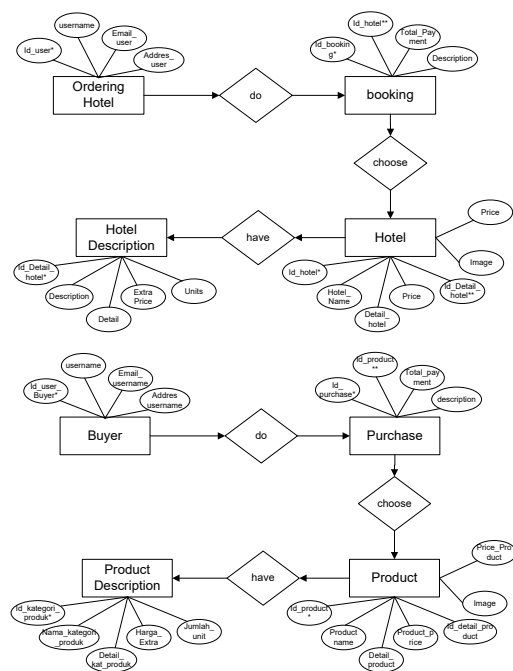 username
Email_
user
Id_user*
Addres_
user
Ordering
Hotel
do
Id_hotel**
Total_Pay
ment
Id_bookin
g*
Description
booking
choose
Hotel
Description
have
Hotel
Price
Image
Id_Detail_
hotel*
Description
Detail
Extra
Price
Units
Id_hotel*
Hotel_
Name
Detail_
hotel
Price
Id_Detail_
hotel**
username
Email_
username
Id_user_
Buyer*
Addres
username
Buyer
do
Id_product
**
Total_pay
ment
Id_
purchase*
description
Purchase
choose
Product
Description
have
Product
Price_Pro
duct
Image
Id_kategori_
produk*
Nama_kategori
_produk
Detail_
kat_produk
Harga_
Extra
Jumlah_
unit
Id_product
*
Product
name
Detail_
product
Product_p
rice
Id_detail_pro
duct